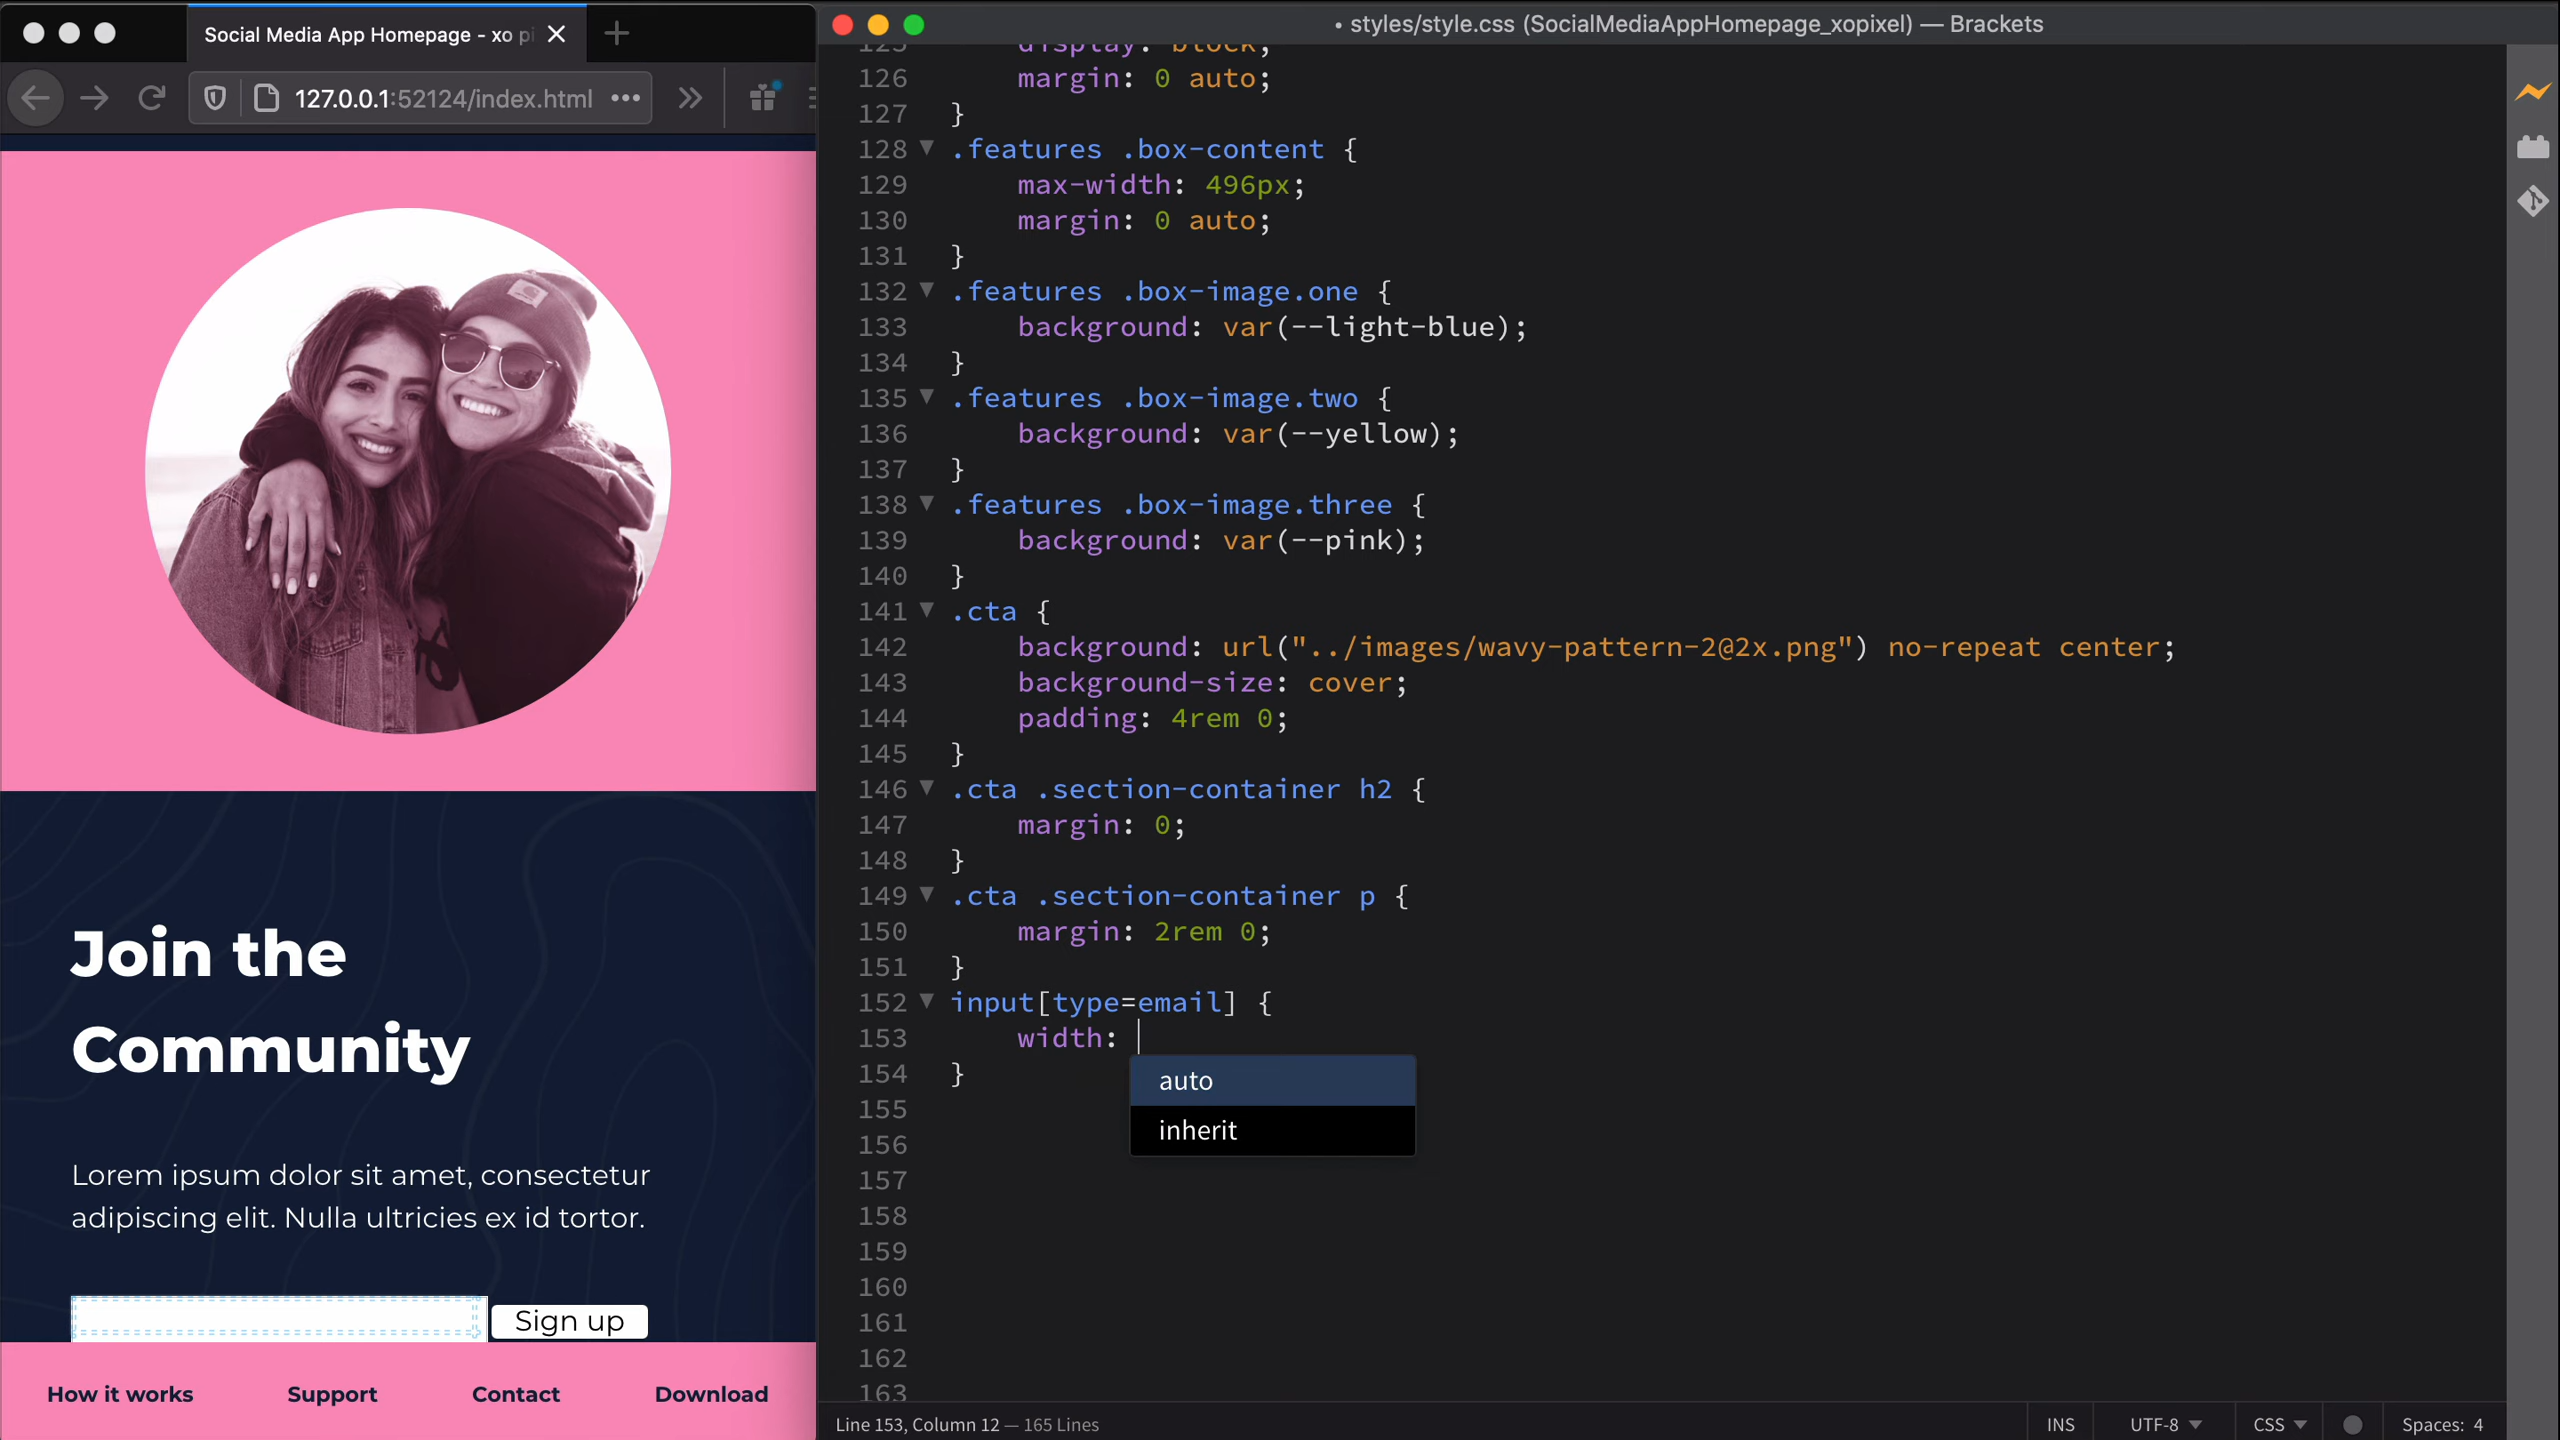 Social Media App Homepage - xo pi
127.0.0.1:52124/index.html
Join the
Community
Lorem ipsum dolor sit amet, consectetur
adipiscing elit. Nulla ultricies ex id tortor.
Sign up
How it works Support Contact Download
• styles/style.css (SocialMediaAppHomepage_xopixel) — Brackets
125 display: block;
126 margin: 0 auto;
127 }
128 .features .box-content {
129 max-width: 496px;
130 margin: 0 auto;
131 }
132 .features .box-image.one {
133 background: var(--light-blue);
134 }
135 .features .box-image.two {
136 background: var(--yellow);
137 }
138 .features .box-image.three {
139 background: var(--pink);
140 }
141 .cta {
142 background: url("../images/wavy-pattern-2@2x.png") no-repeat center;
143 background-size: cover;
144 padding: 4rem 0;
145 }
146 .cta .section-container h2 {
147 margin: 0;
148 }
149 .cta .section-container p {
150 margin: 2rem 0;
151 }
152 input[type=email] {
153 width:
154 }
auto
inherit
155
156
157
158
159
160
161
162
163
Line 153, Column 12 — 165 Lines
INS UTF-8 CSS Spaces: 4